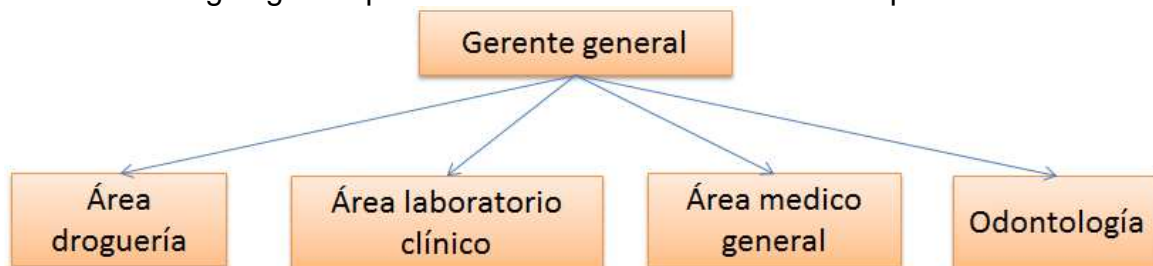 Gerente general
Área
droguería
Área laboratorio
clínico
Área medico
general
Odontología